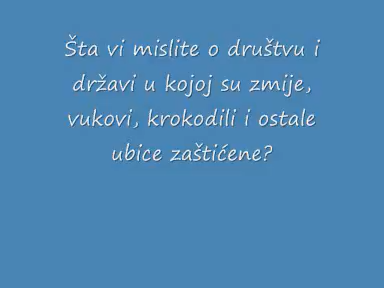 Šta vi mislite o društvu i
državi u kojoj su zmije,
vukovi, krokodili i ostale
ubice zaštićene?